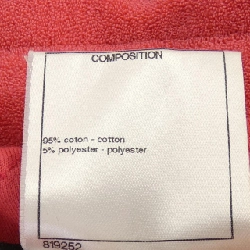 COMPOSITION
95% coton - cotton
5% polyester - polyester
819252